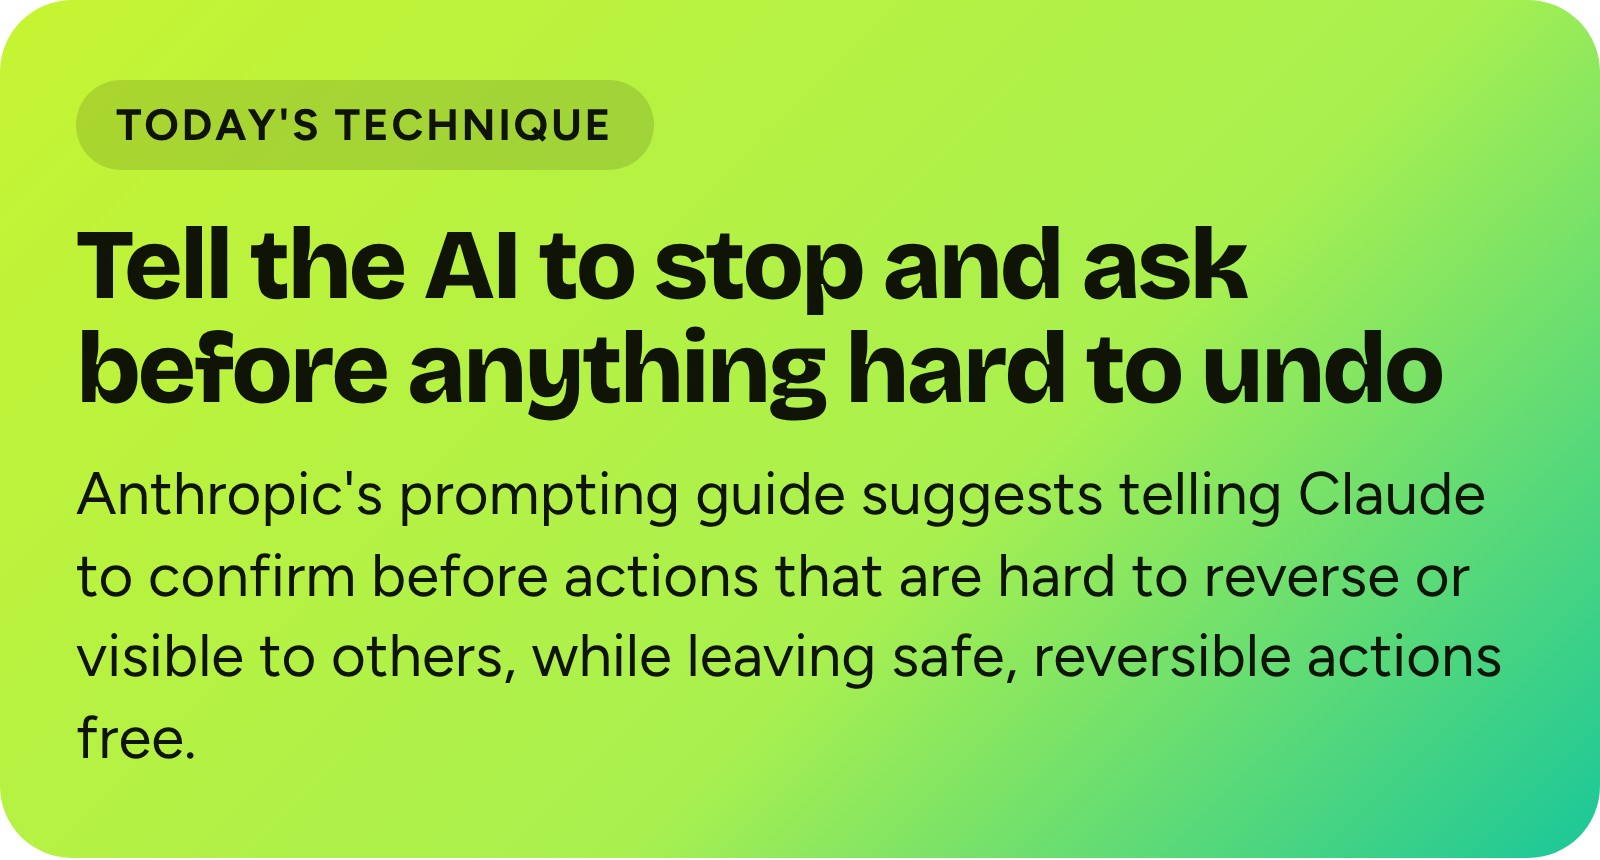 TODAY'S TECHNIQUE
Tell the AI to stop and ask
before anything hard to undo
Anthropic's prompting guide suggests telling Claude
to confirm before actions that are hard to reverse or
visible to others, while leaving safe, reversible actions
free.